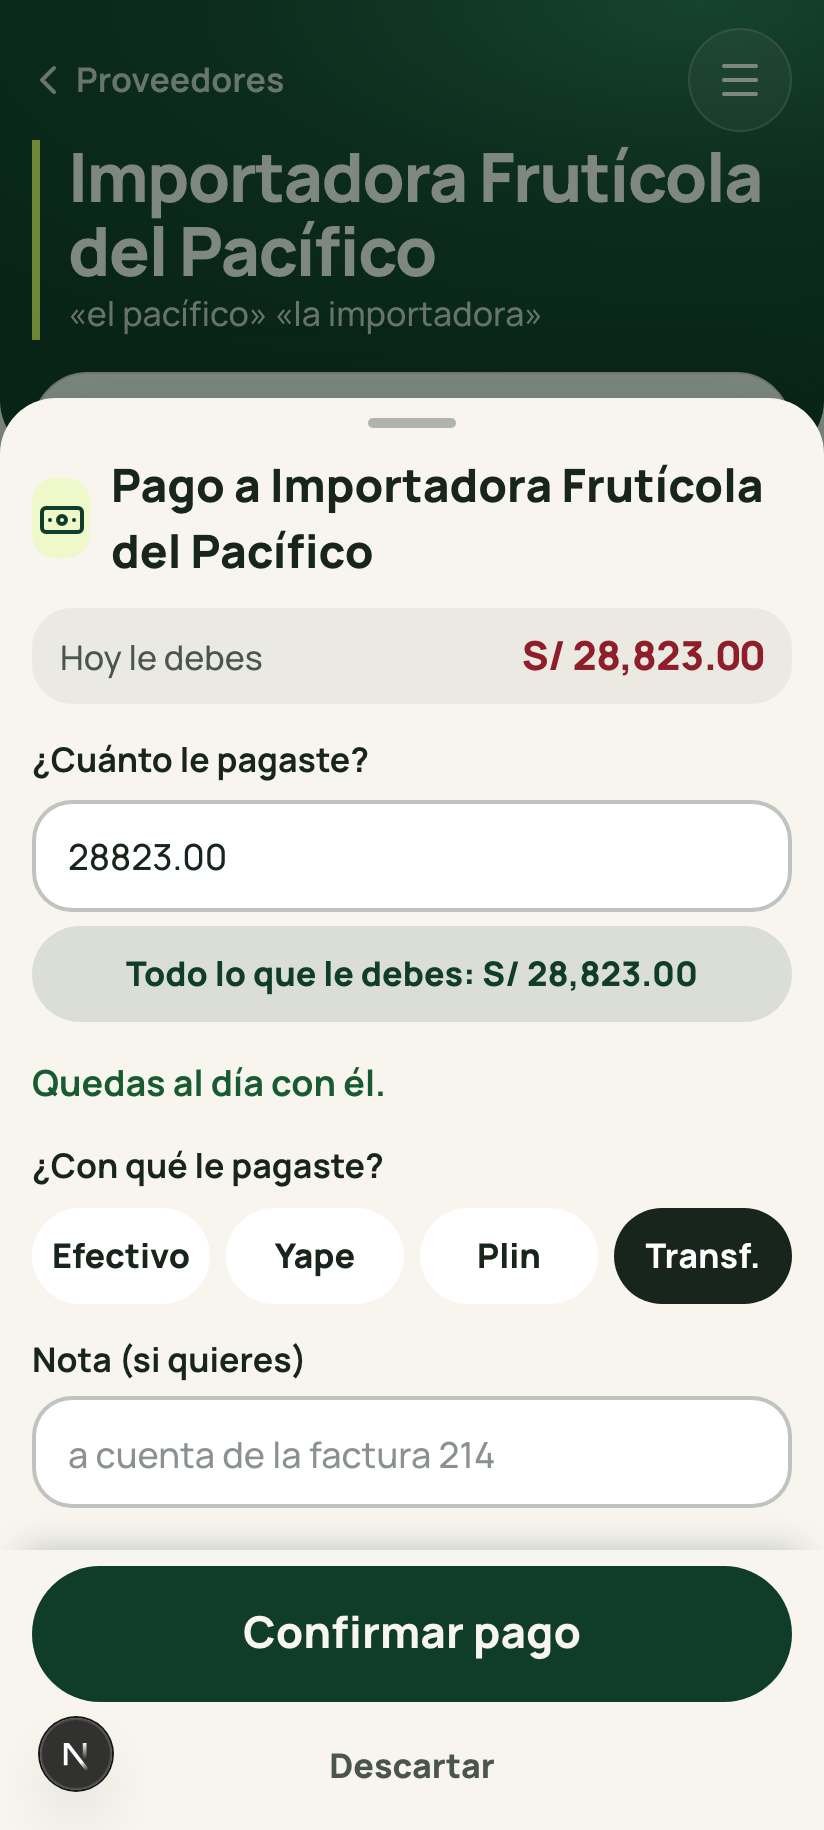 Proveedores
Importadora Frutícola
del Pacífico
«el pacífico» «la importadora»
Pago a Importadora Frutícola
del Pacífico
Hoy le debes S/ 28,823.00
¿Cuánto le pagaste?
28823.00
Todo lo que le debes: S/ 28,823.00
Quedas al día con él.
¿Con qué le pagaste?
Efectivo Yape Plin Transf.
Nota (si quieres)
a cuenta de la factura 214
Confirmar pago
N
Descartar